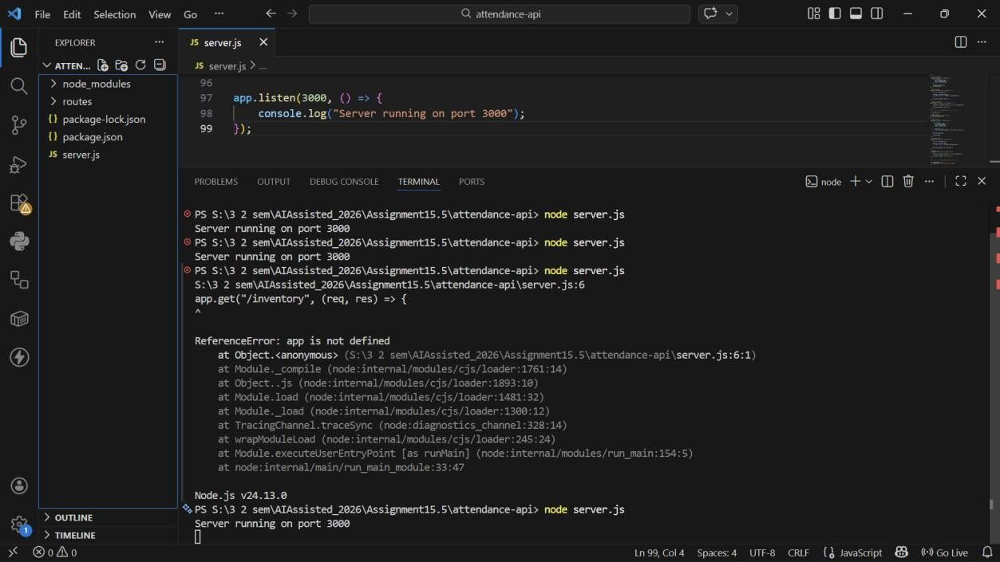 File Edit Selection View Go ··· attendance-api
EXPLORER ···
ATTEN...
node_modules
routes
{} package-lock.json
{} package.json
JS server.js
OUTLINE
TIMELINE
JS server.js
JS server.js > ...
96
97 app.listen(3000, () => {
98 console.log("Server running on port 3000");
99 });
PROBLEMS OUTPUT DEBUG CONSOLE TERMINAL PORTS
node
PS S:\3 2 sem\AIAssisted_2026\Assignment15.5\attendance-api> node server.js
Server running on port 3000
PS S:\3 2 sem\AIAssisted_2026\Assignment15.5\attendance-api> node server.js
Server running on port 3000
PS S:\3 2 sem\AIAssisted_2026\Assignment15.5\attendance-api> node server.js
S:\3 2 sem\AIAssisted_2026\Assignment15.5\attendance-api\server.js:6
app.get("/inventory", (req, res) => {
^
ReferenceError: app is not defined
at Object.<anonymous> (S:\3 2 sem\AIAssisted_2026\Assignment15.5\attendance-api\server.js:6:1)
at Module._compile (node:internal/modules/cjs/loader:1761:14)
at Object..js (node:internal/modules/cjs/loader:1893:10)
at Module.load (node:internal/modules/cjs/loader:1481:32)
at Module._load (node:internal/modules/cjs/loader:1300:12)
at TracingChannel.traceSync (node:diagnostics_channel:328:14)
at wrapModuleLoad (node:internal/modules/cjs/loader:245:24)
at Module.executeUserEntryPoint [as runMain] (node:internal/modules/run_main:154:5)
at node:internal/main/run_main_module:33:47
Node.js v24.13.0
PS S:\3 2 sem\AIAssisted_2026\Assignment15.5\attendance-api> node server.js
Server running on port 3000
1
0 0 Ln 99, Col 4 Spaces: 4 UTF-8 CRLF {} JavaScript Go Live